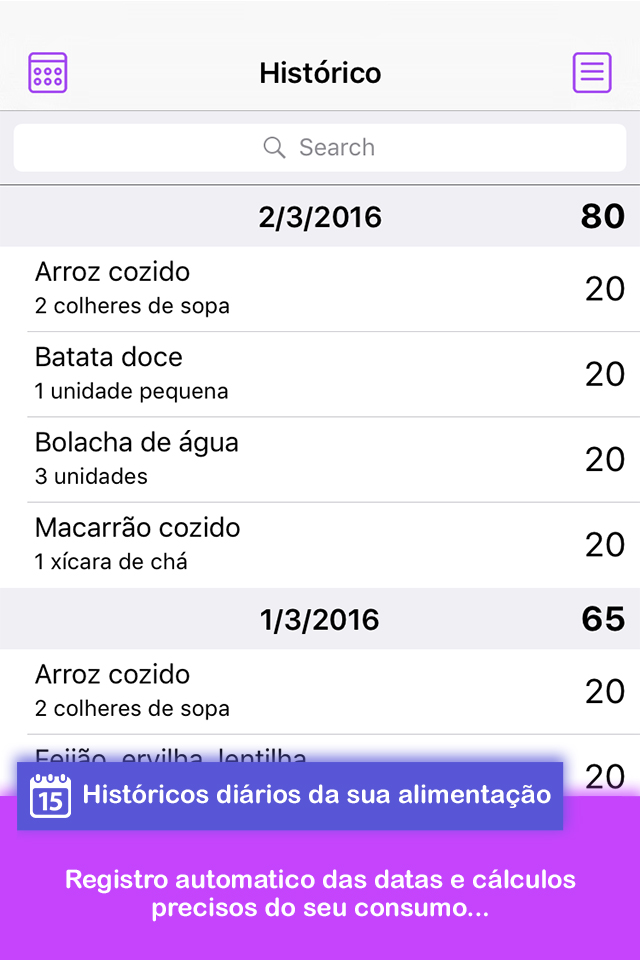 Histórico
Search
2/3/2016 80
Arroz cozido
2 colheres de sopa
20
Batata doce
1 unidade pequena
20
Bolacha de água
3 unidades
20
Macarrão cozido
1 xícara de chá
20
1/3/2016 65
Arroz cozido
2 colheres de sopa
20
Feijão, ervilha, lentilha
20
15 Históricos diários da sua alimentação
Registro automatico das datas e cálculos
precisos do seu consumo...